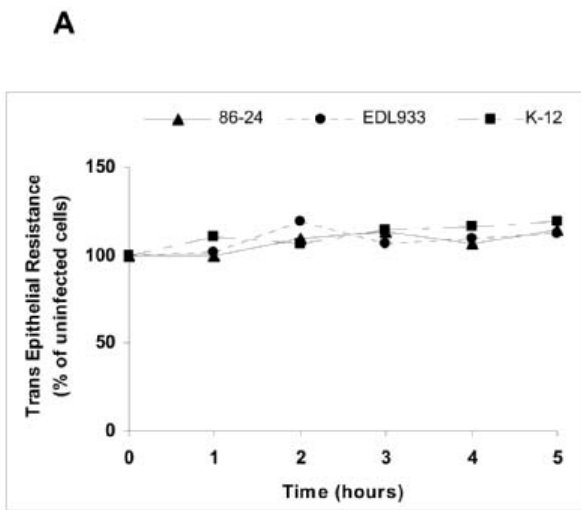 A
86-24 EDL933 K-12
150
100
50
0
0 1 2 3 4 5
Trans Epithelial Resistance
(% of uninfected cells)
Time (hours)